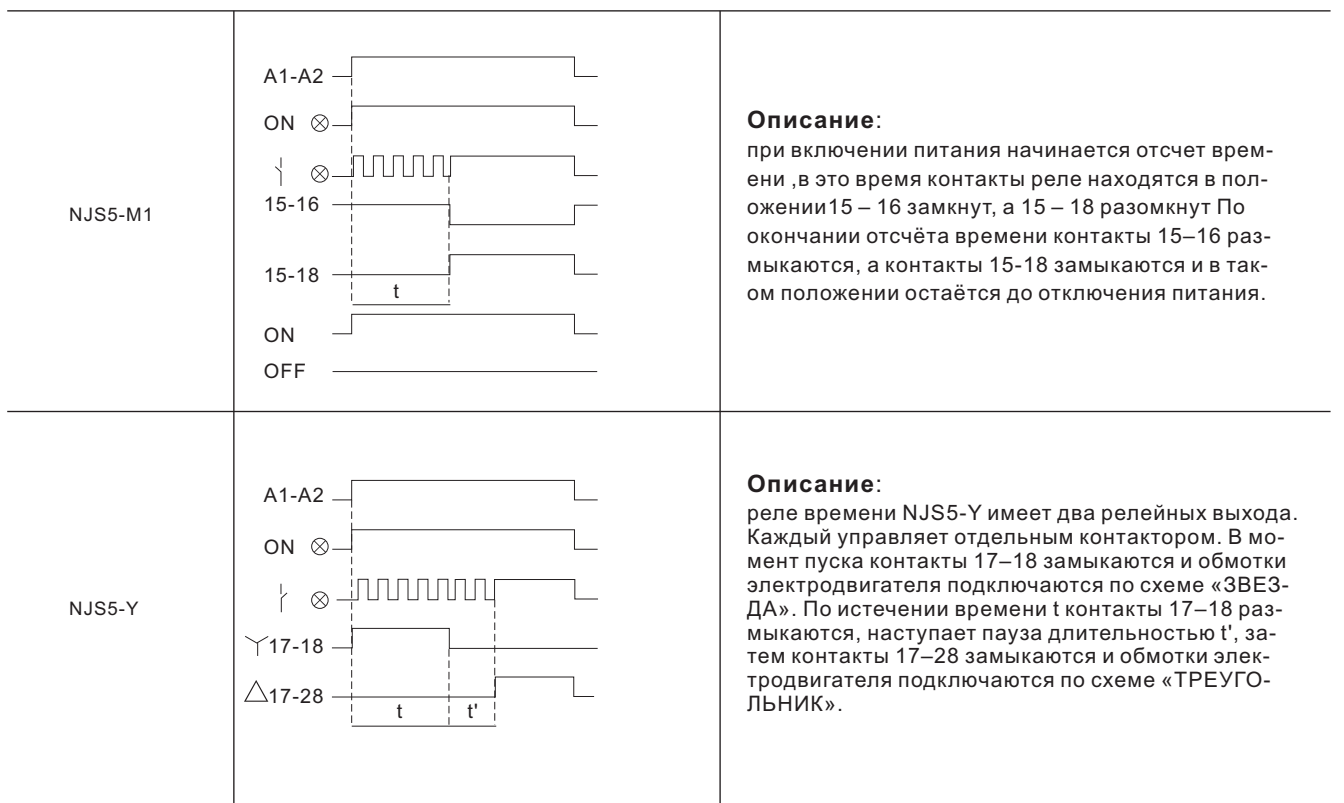 NJS5-M1
A1-A2
ON
15-16
15-18
t
ON
OFF
Описание:
при включении питания начинается отсчет врем-
ени ,в это время контакты реле находятся в пол-
ожении15 – 16 замкнут, а 15 – 18 разомкнут По
окончании отсчёта времени контакты 15–16 раз-
мыкаются, а контакты 15-18 замыкаются и в так-
ом положении остаётся до отключения питания.
NJS5-Y
A1-A2
ON
17-18
17-28
t t'
Описание:
реле времени NJS5-Y имеет два релейных выхода.
Каждый управляет отдельным контактором. В мо-
мент пуска контакты 17–18 замыкаются и обмотки
электродвигателя подключаются по схеме «ЗВЕЗ-
ДА». По истечении времени t контакты 17–18 раз-
мыкаются, наступает пауза длительностью t', за-
тем контакты 17–28 замыкаются и обмотки элек-
тродвигателя подключаются по схеме «ТРЕУГО-
ЛЬНИК».